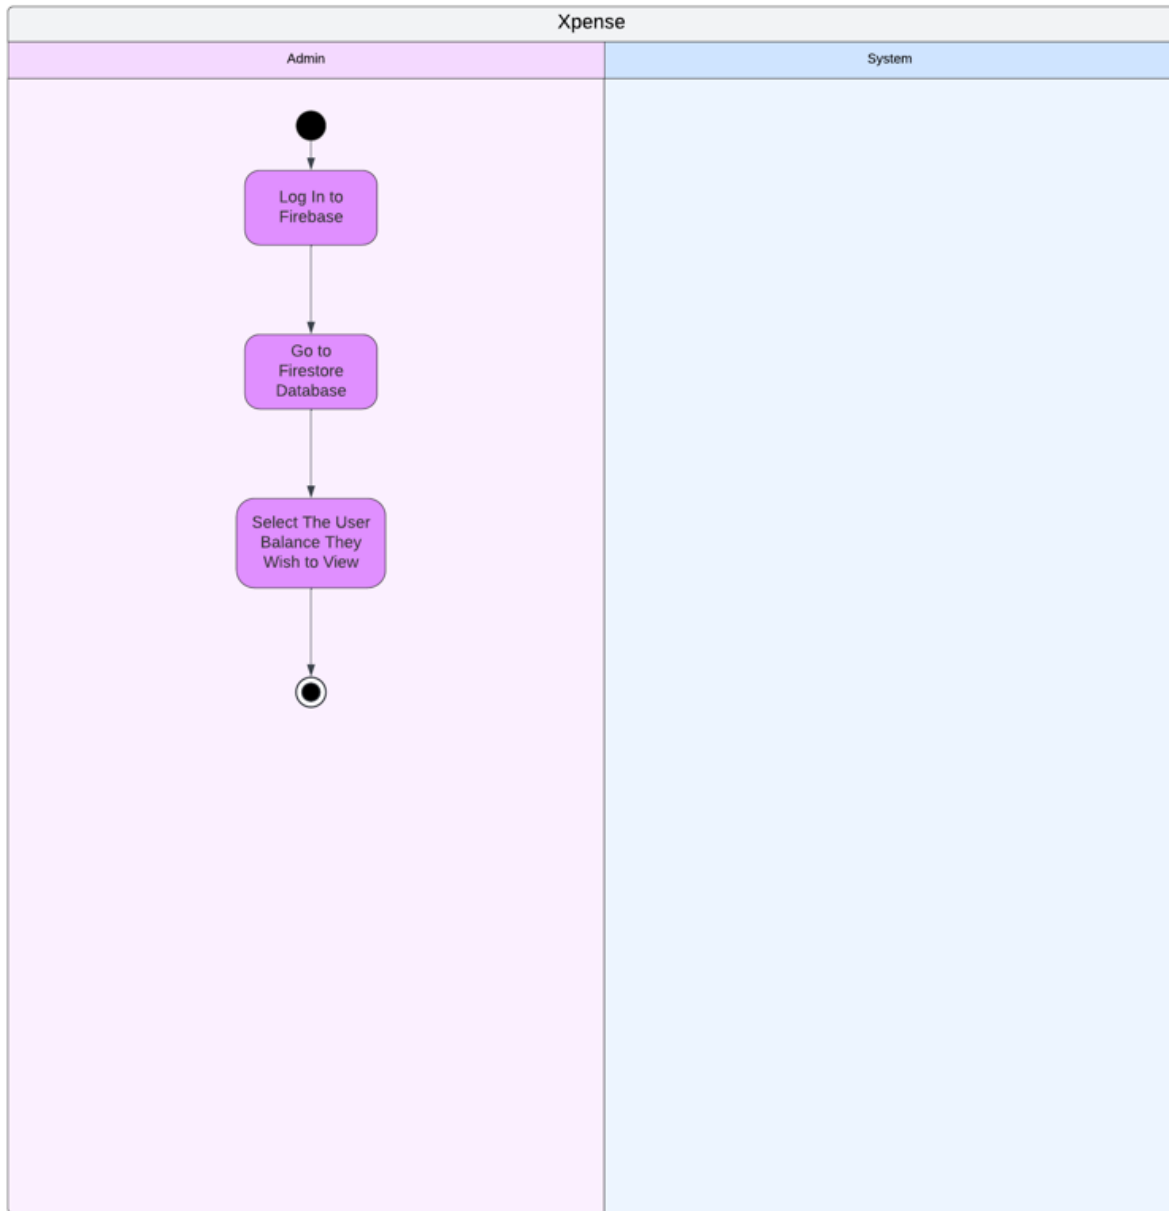 Xpense
Admin
System
Log In to
Firebase
Go to
Firestore
Database
Select The User
Balance They
Wish to View